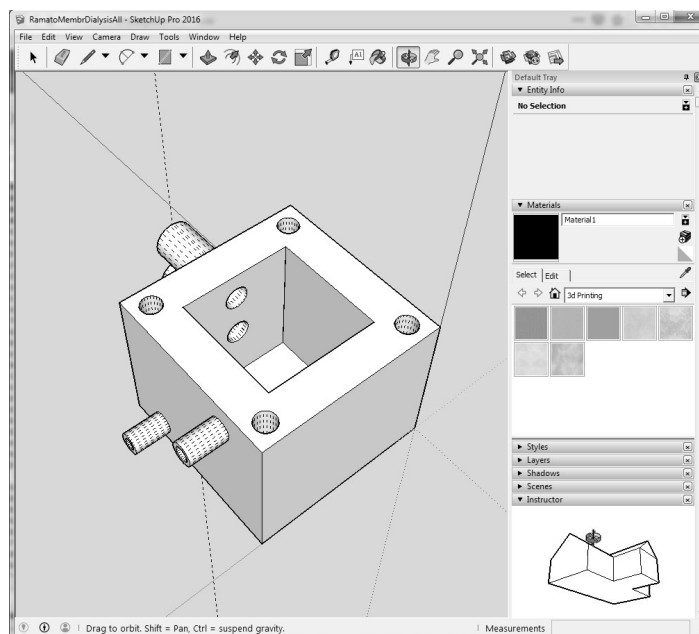 RamatoMembrDialysisAll - SketchUp Pro 2016
File Edit View Camera Draw Tools Window Help
A1
Default Tray
Entity Info
No Selection
Materials
Material1
Select Edit
3d Printing
Styles
Layers
Shadows
Scenes
Instructor
Drag to orbit. Shift = Pan, Ctrl = suspend gravity.
Measurements